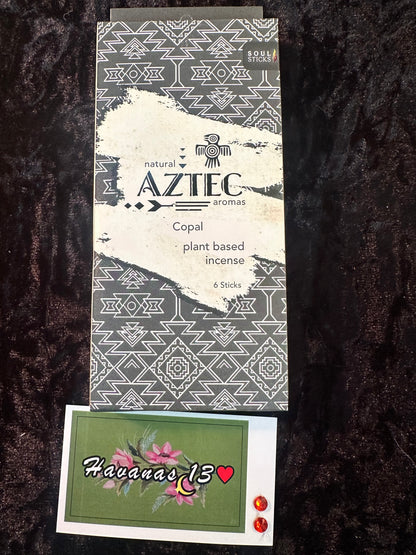 SOUL
STICKS
natural
AZTEC
aromas
Copal
plant based
incense
6 Sticks
Havanas 13